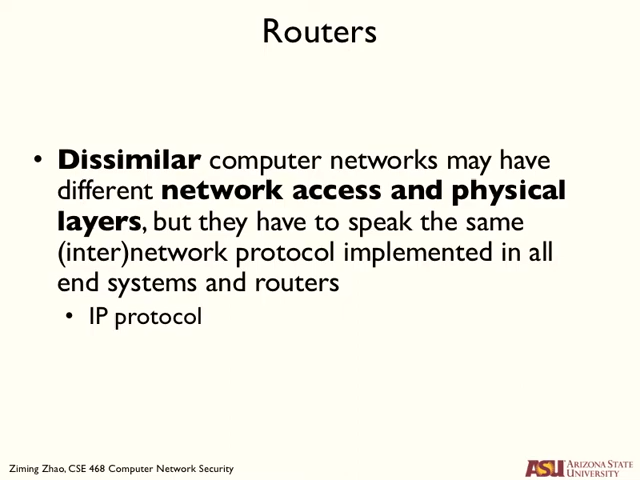 Routers
• Dissimilar computer networks may have
different network access and physical
layers, but they have to speak the same
(inter)network protocol implemented in all
end systems and routers
• IP protocol
Ziming Zhao, CSE 468 Computer Network Security
ASU ARIZONA STATE
UNIVERSITY